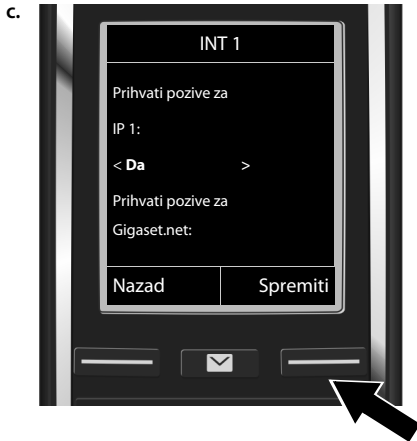 c.
INT 1
Prihvati pozive za
IP 1:
< Da >
Prihvati pozive za
Gigaset.net:
Nazad Spremiti